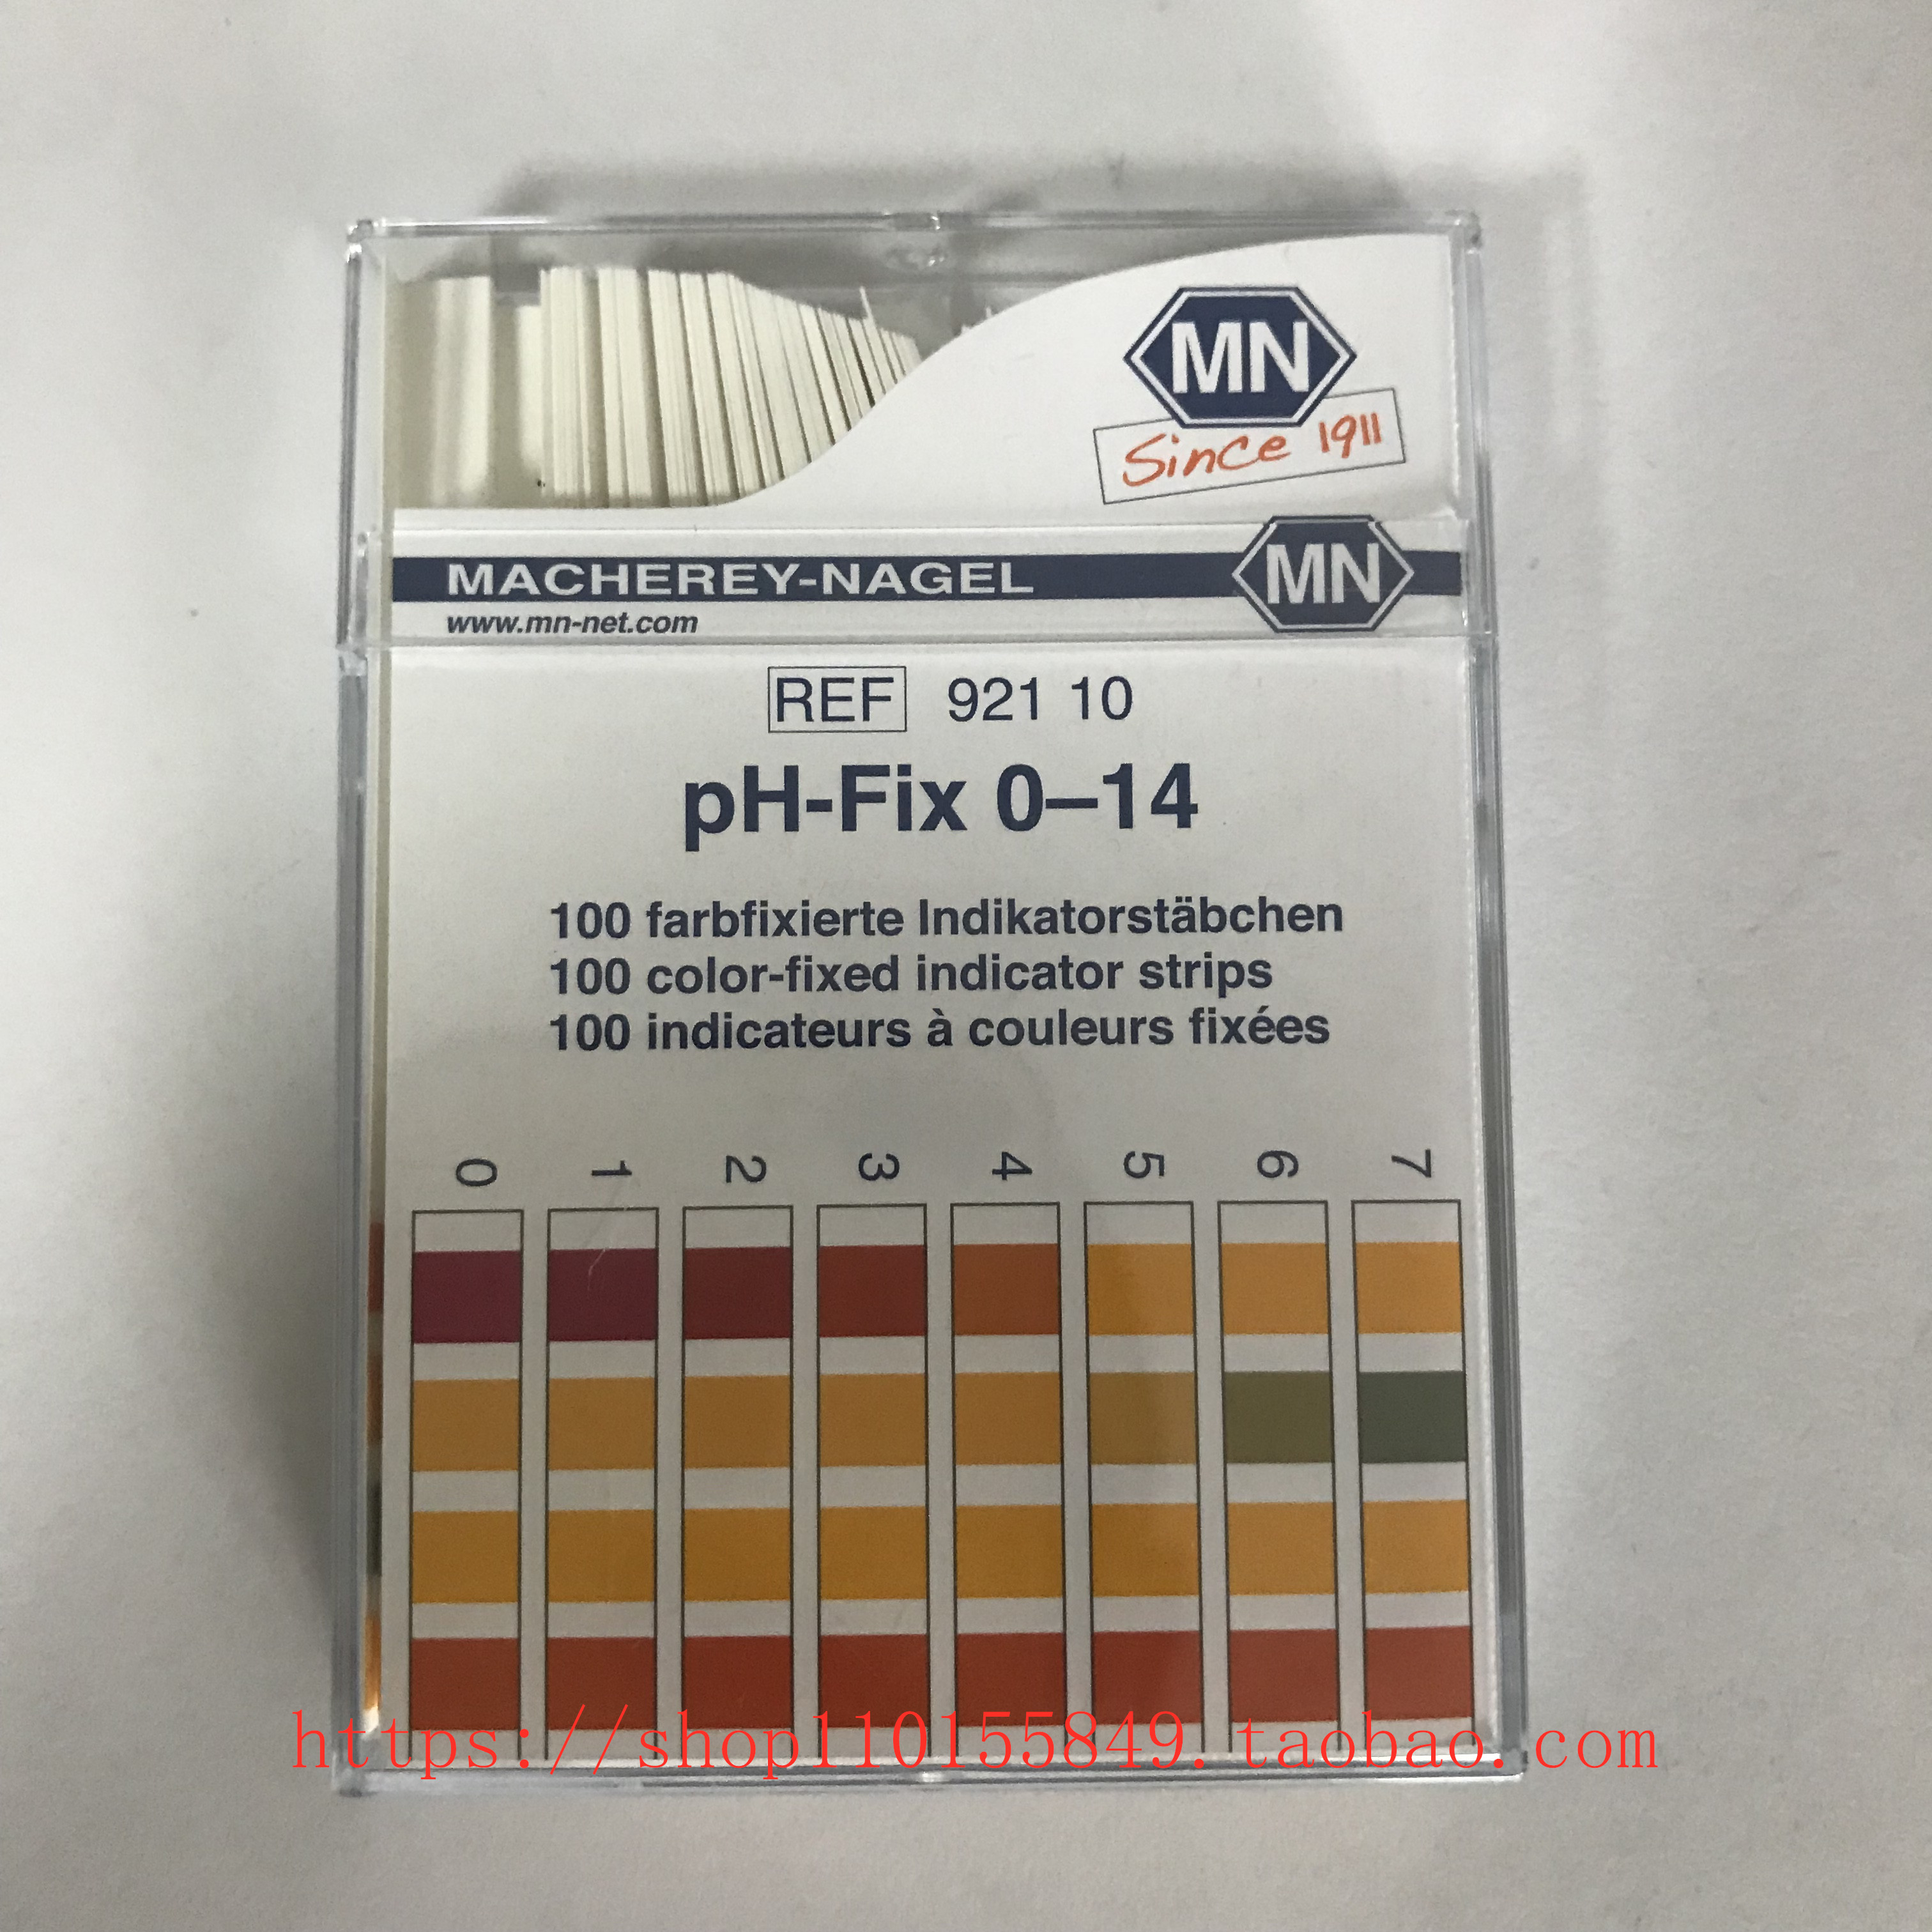 MN
Since 1911
MACHEREY-NAGEL
MN
www.mn-net.com
REF 921 10
pH-Fix 0–14
100 farbfixierte Indikatorstäbchen
100 color-fixed indicator strips
100 indicateurs à couleurs fixées
0 1 2 3 4 5 6 7
https://shop110155849.taobao.com